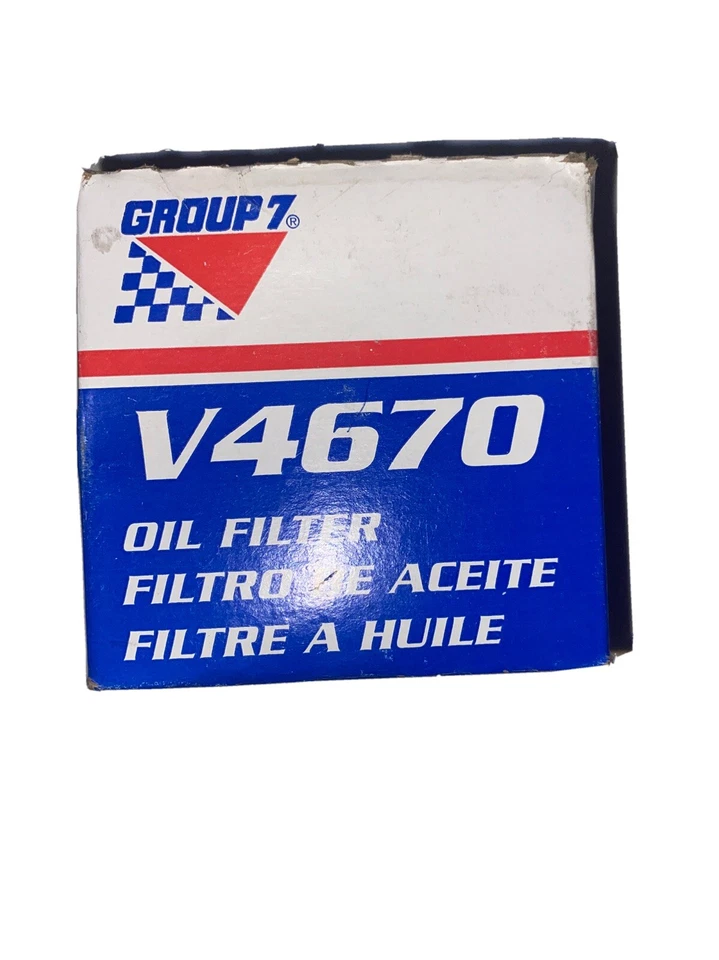 GROUP 7®
V4670
OIL FILTER
FILTRO DE ACEITE
FILTRE A HUILE